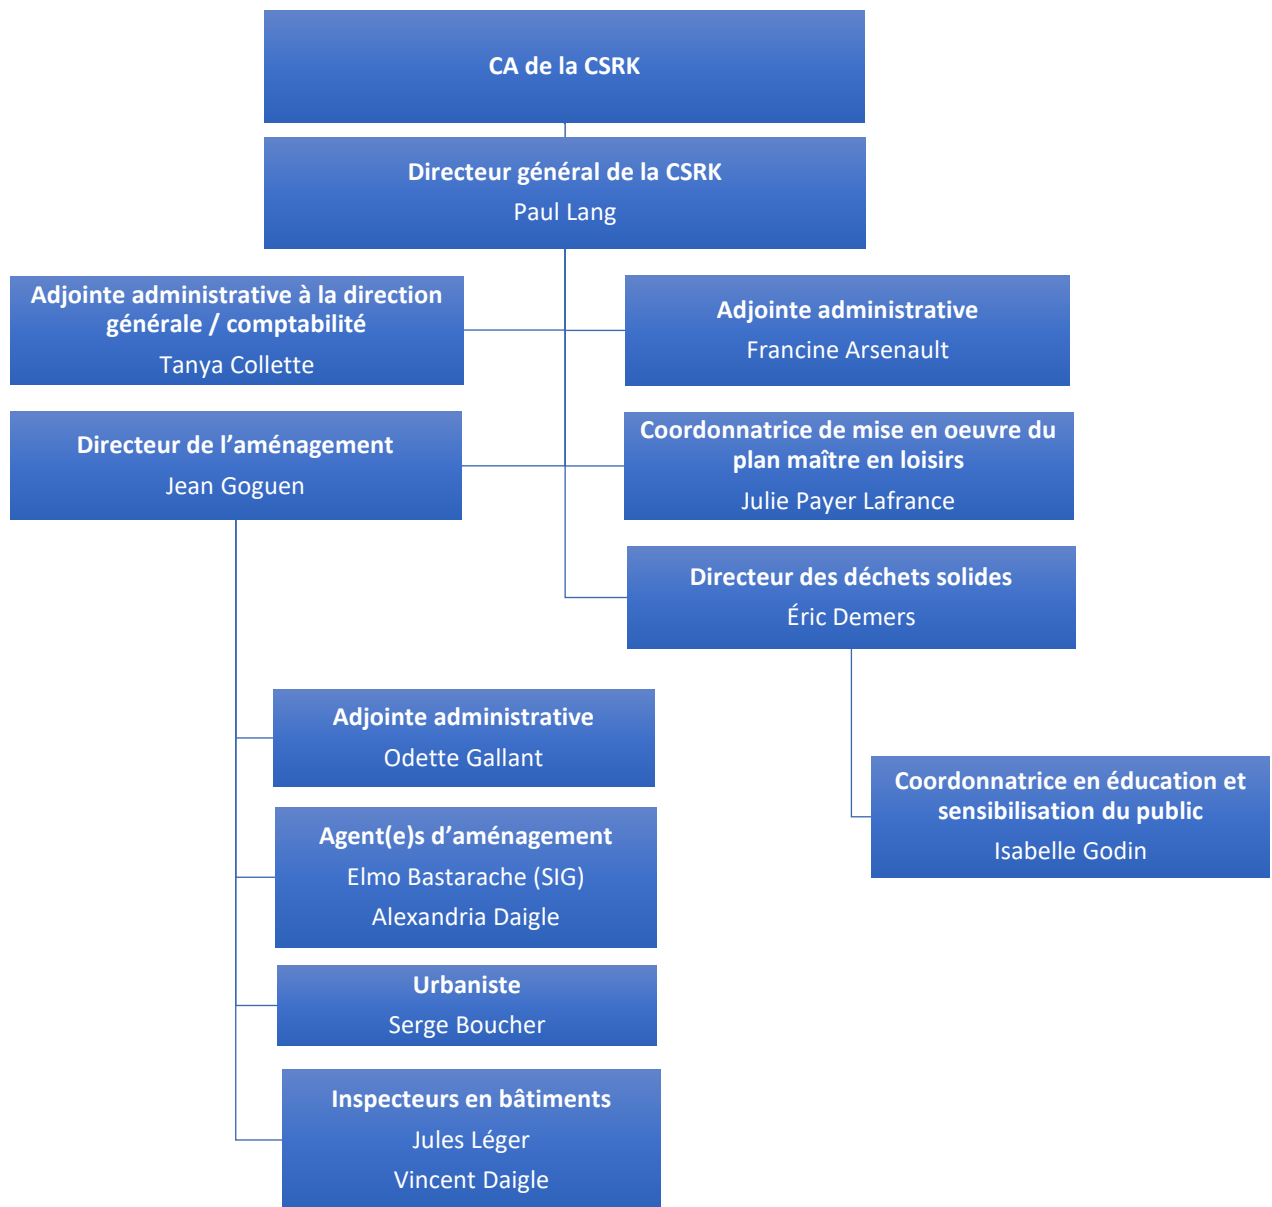 CA de la CSRK
Directeur général de la CSRK
Paul Lang
Adjointe administrative à la direction
générale / comptabilité
Tanya Collette
Adjointe administrative
Francine Arsenault
Directeur de l’aménagement
Jean Goguen
Coordonnatrice de mise en oeuvre du
plan maître en loisirs
Julie Payer Lafrance
Directeur des déchets solides
Éric Demers
Adjointe administrative
Odette Gallant
Coordonnatrice en éducation et
sensibilisation du public
Isabelle Godin
Agent(e)s d’aménagement
Elmo Bastarache (SIG)
Alexandria Daigle
Urbaniste
Serge Boucher
Inspecteurs en bâtiments
Jules Léger
Vincent Daigle